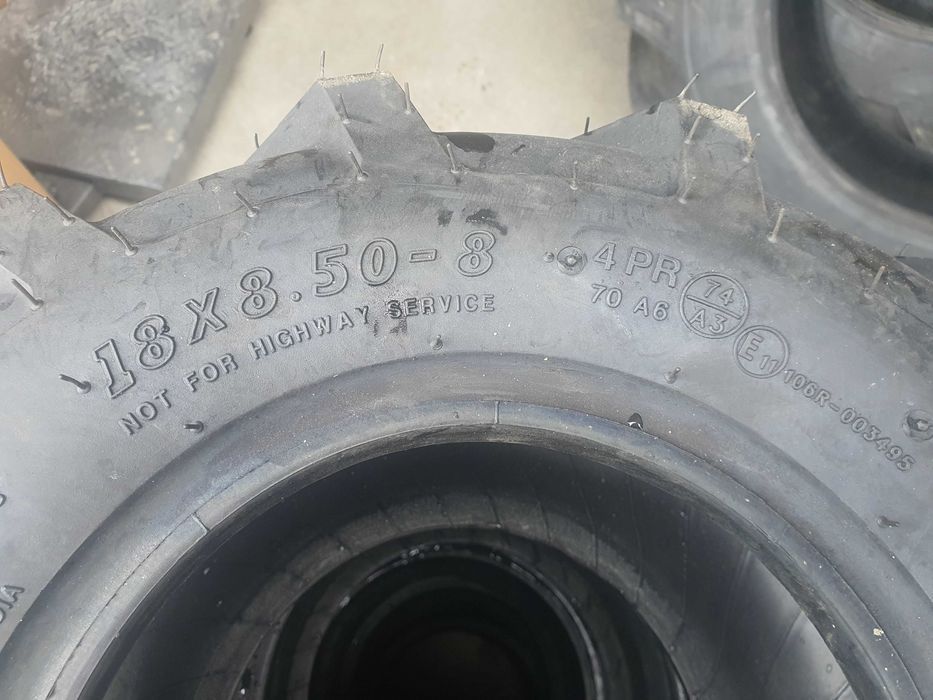 18X8.50-8
NOT FOR HIGHWAY SERVICE
4PR
70 A6
74
A3
E11
106R-003495